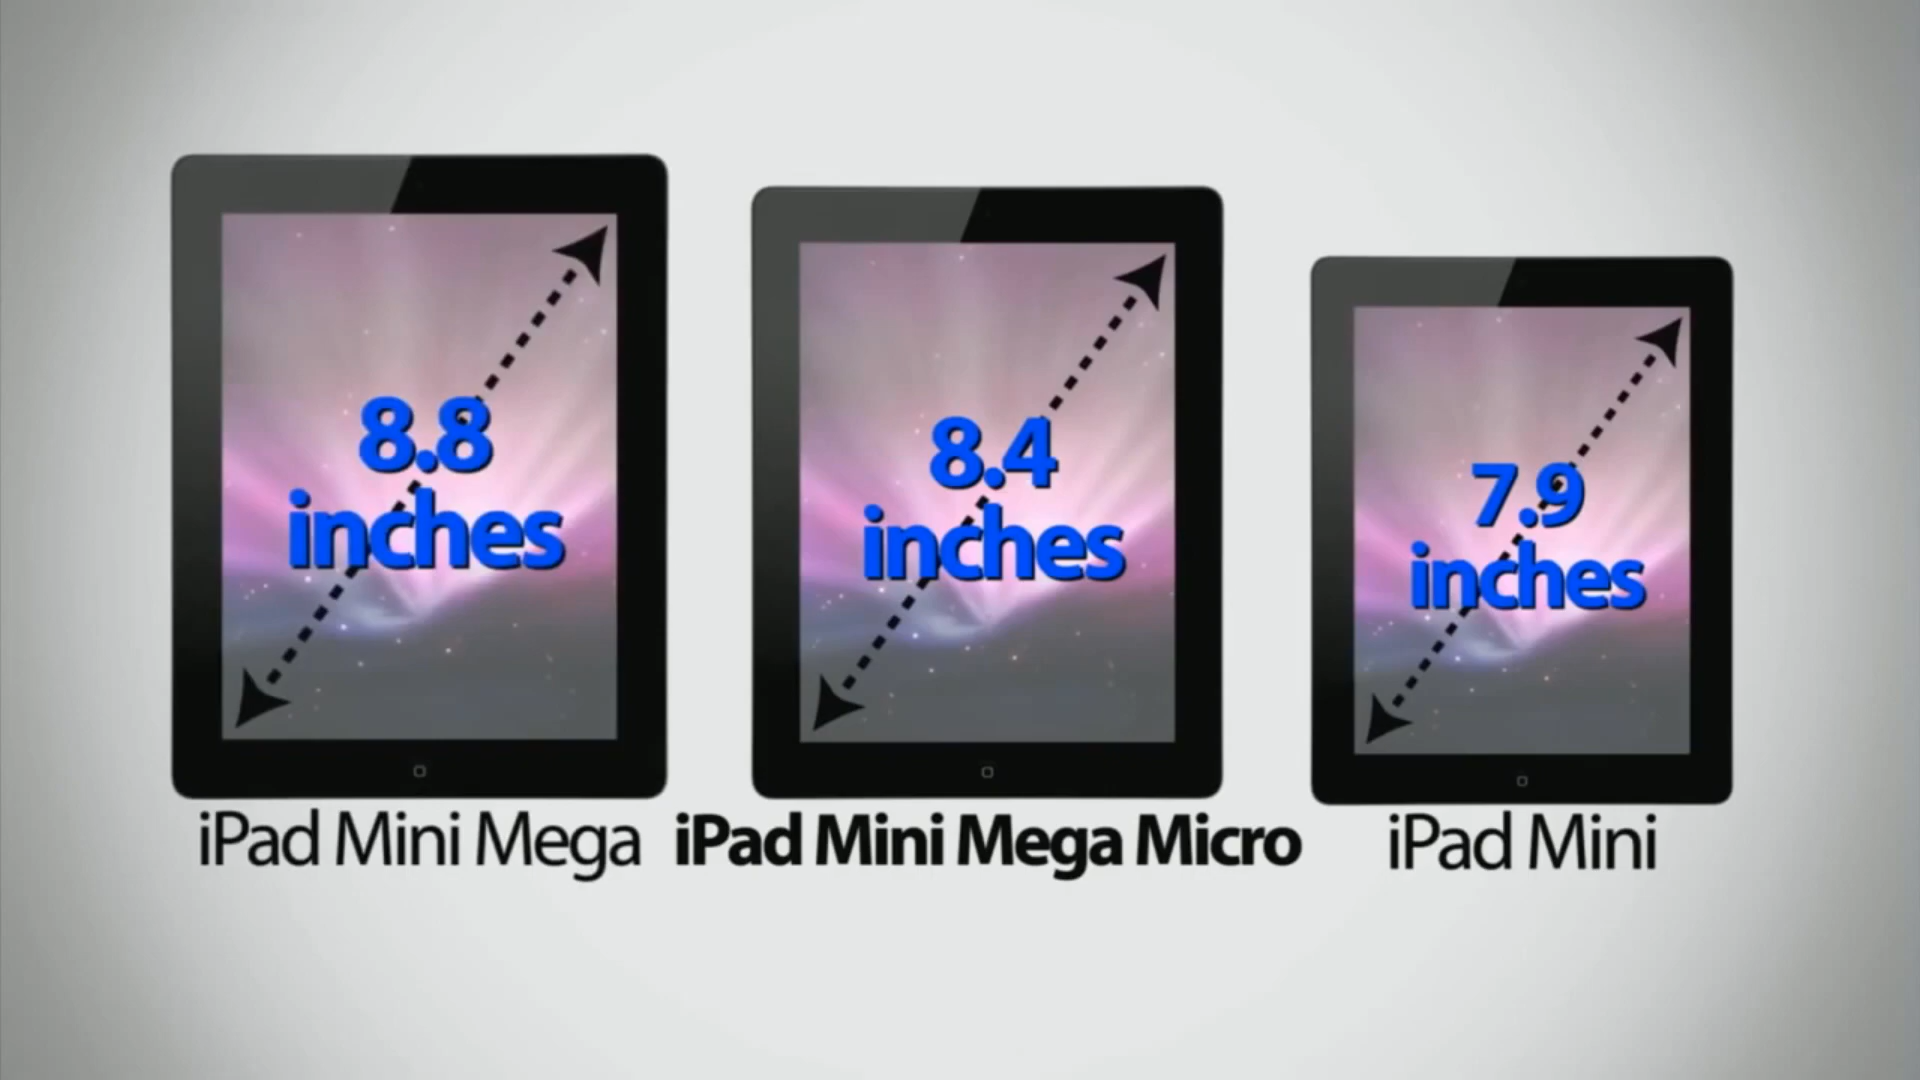 8.8
inches
8.4
inches
7.9
inches
iPad Mini Mega
iPad Mini Mega Micro
iPad Mini